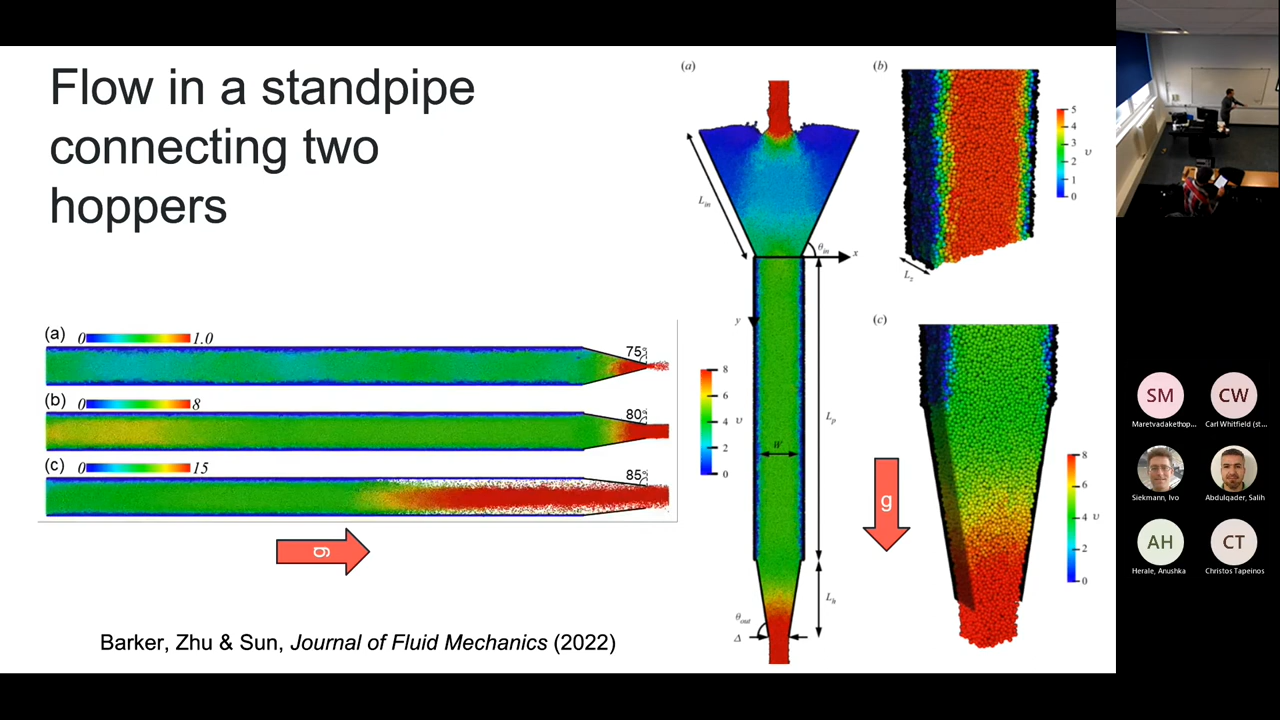 Flow in a standpipe
connecting two
hoppers
(a) 0 1.0
75°
(b) 0 8
80°
(c) 0 15
85°
g
Barker, Zhu & Sun, Journal of Fluid Mechanics (2022)
(a)
L_in
θ_in
x
y
8
6
4
2
0
υ
W
L_p
L_h
θ_out
Δ
(b)
5
4
3
2
1
0
υ
L_z
g
(c)
8
6
4
2
0
υ
SM
Maretvadakethop...
CW
Carl Whitfield (st...
Siekmann, Ivo
Abdulqader, Salih
AH
Herale, Anushka
CT
Christos Tapeinos